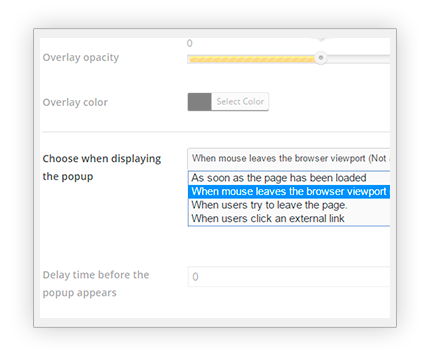 0
Overlay opacity
Overlay color
Select Color
Choose when displaying
the popup
When mouse leaves the browser viewport (Not
As soon as the page has been loaded
When mouse leaves the browser viewport
When users try to leave the page.
When users click an external link
Delay time before the
popup appears
0